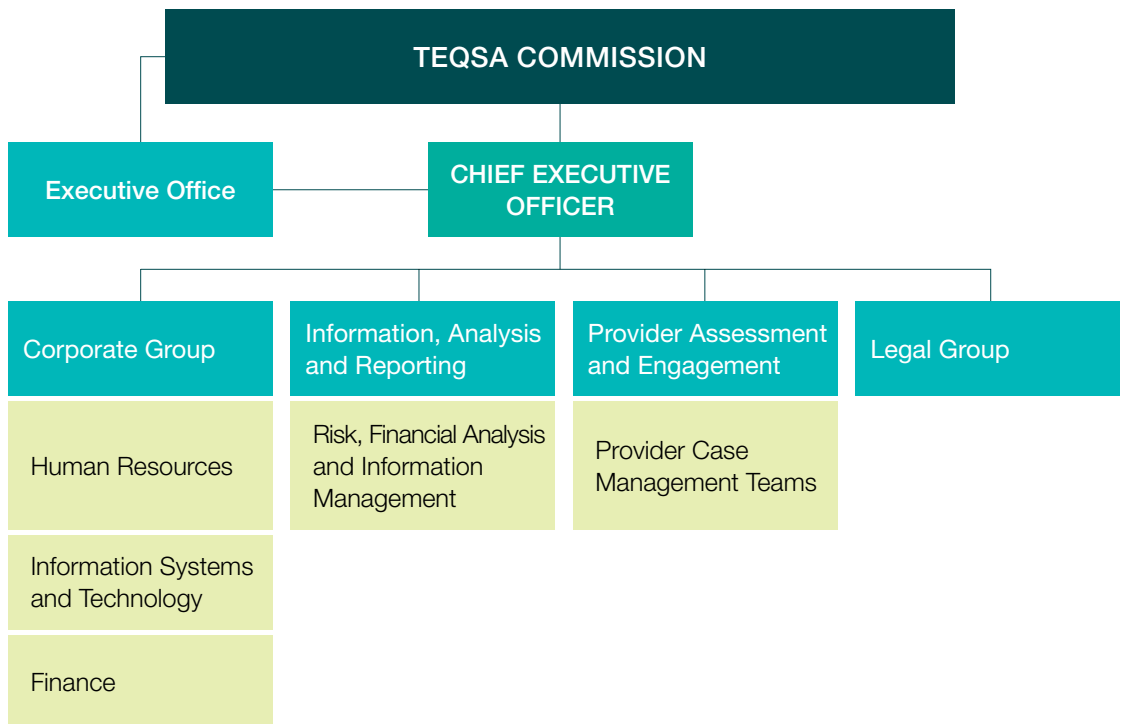 TEQSA COMMISSION
Executive Office
CHIEF EXECUTIVE
OFFICER
Corporate Group
Information, Analysis
and Reporting
Provider Assessment
and Engagement
Legal Group
Human Resources
Risk, Financial Analysis
and Information
Management
Provider Case
Management Teams
Information Systems
and Technology
Finance